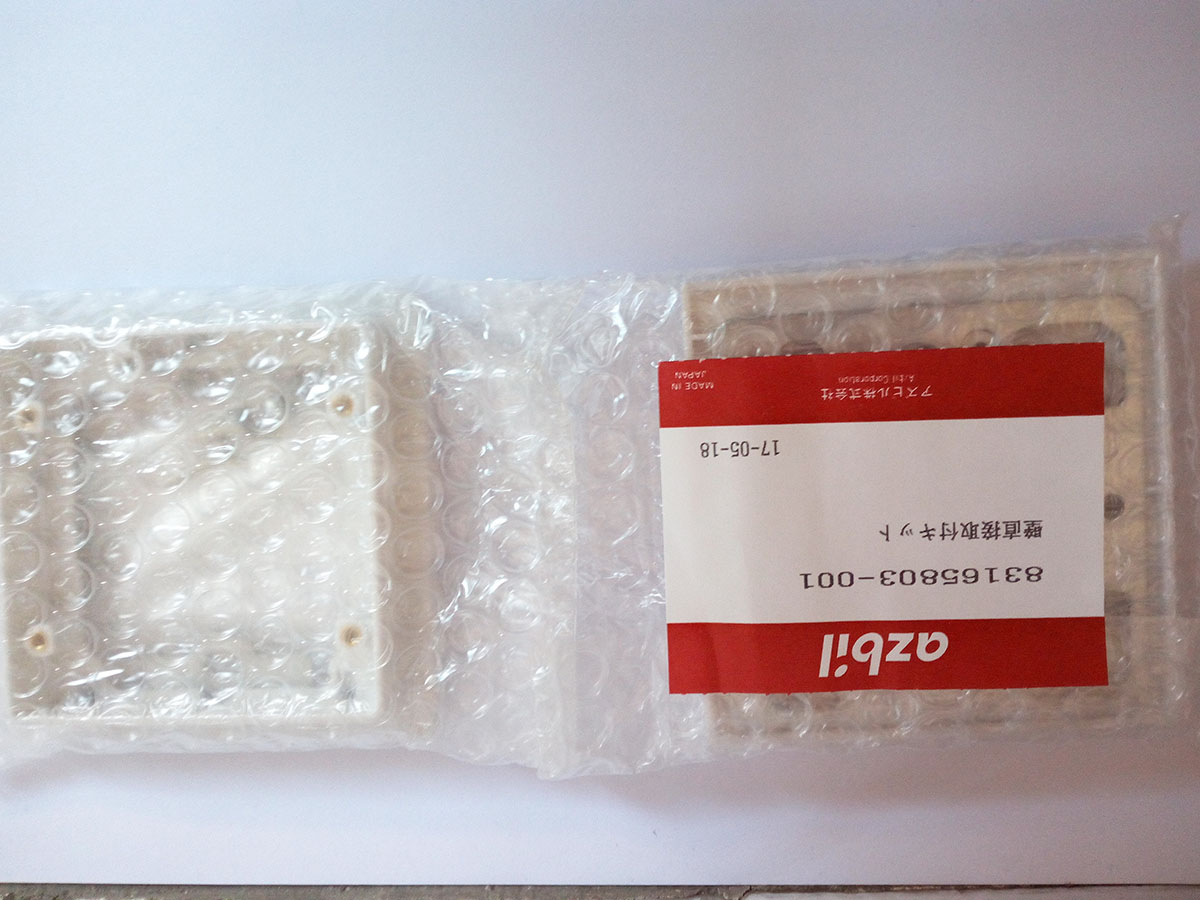 azbil
83165803-001
壁直接取付キット
17-05-18
アズビル株式会社
Azbil Corporation
MADE IN
JAPAN